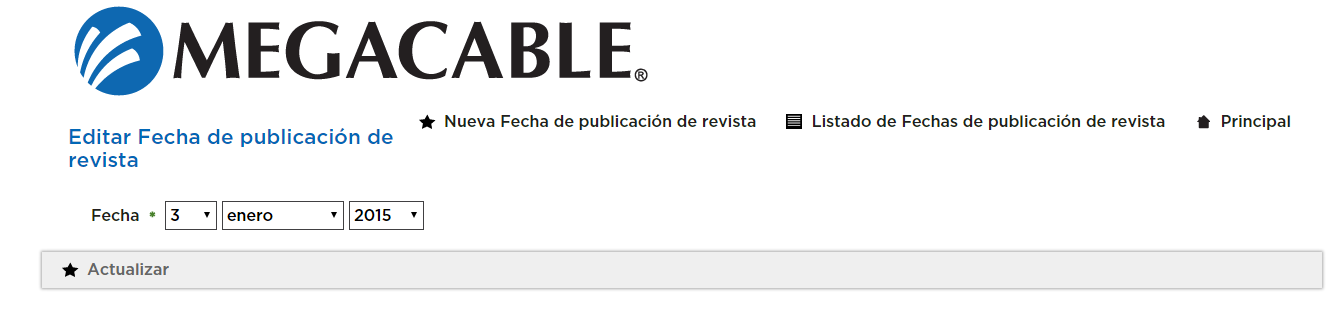 MEGACABLE®
Editar Fecha de publicación de
revista
Nueva Fecha de publicación de revista
Listado de Fechas de publicación de revista
Principal
Fecha * 3 enero 2015
Actualizar